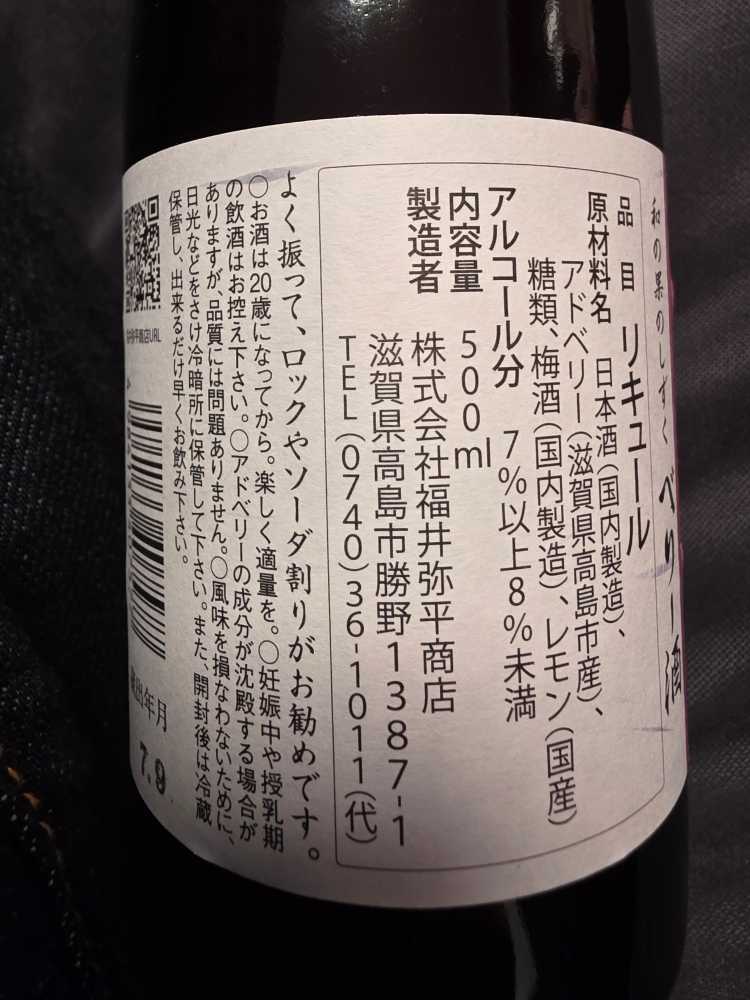 和の果のしずく べりー酒
品目 リキュール
原材料名 日本酒(国内製造)、
アドベリー(滋賀県高島市産)、
糖類、梅酒(国内製造)、レモン(国産)
アルコール分 7%以上8%未満
内容量 500ml
製造者 株式会社福井弥平商店
滋賀県高島市勝野1387-1
TEL(0740)36-1011(代)
よく振って、ロックやソーダ割りがお勧めです。
○お酒は20歳になってから。楽しく適量を。○妊娠中や授乳期
の飲酒はお控え下さい。○アドベリーの成分が沈殿する場合が
ありますが、品質には問題ありません。○風味を損なわないために、
日光などをさけ冷暗所に保管して下さい。また、開封後は冷蔵
保管し、出来るだけ早くお飲み下さい。
商店URL
出年月
7.9